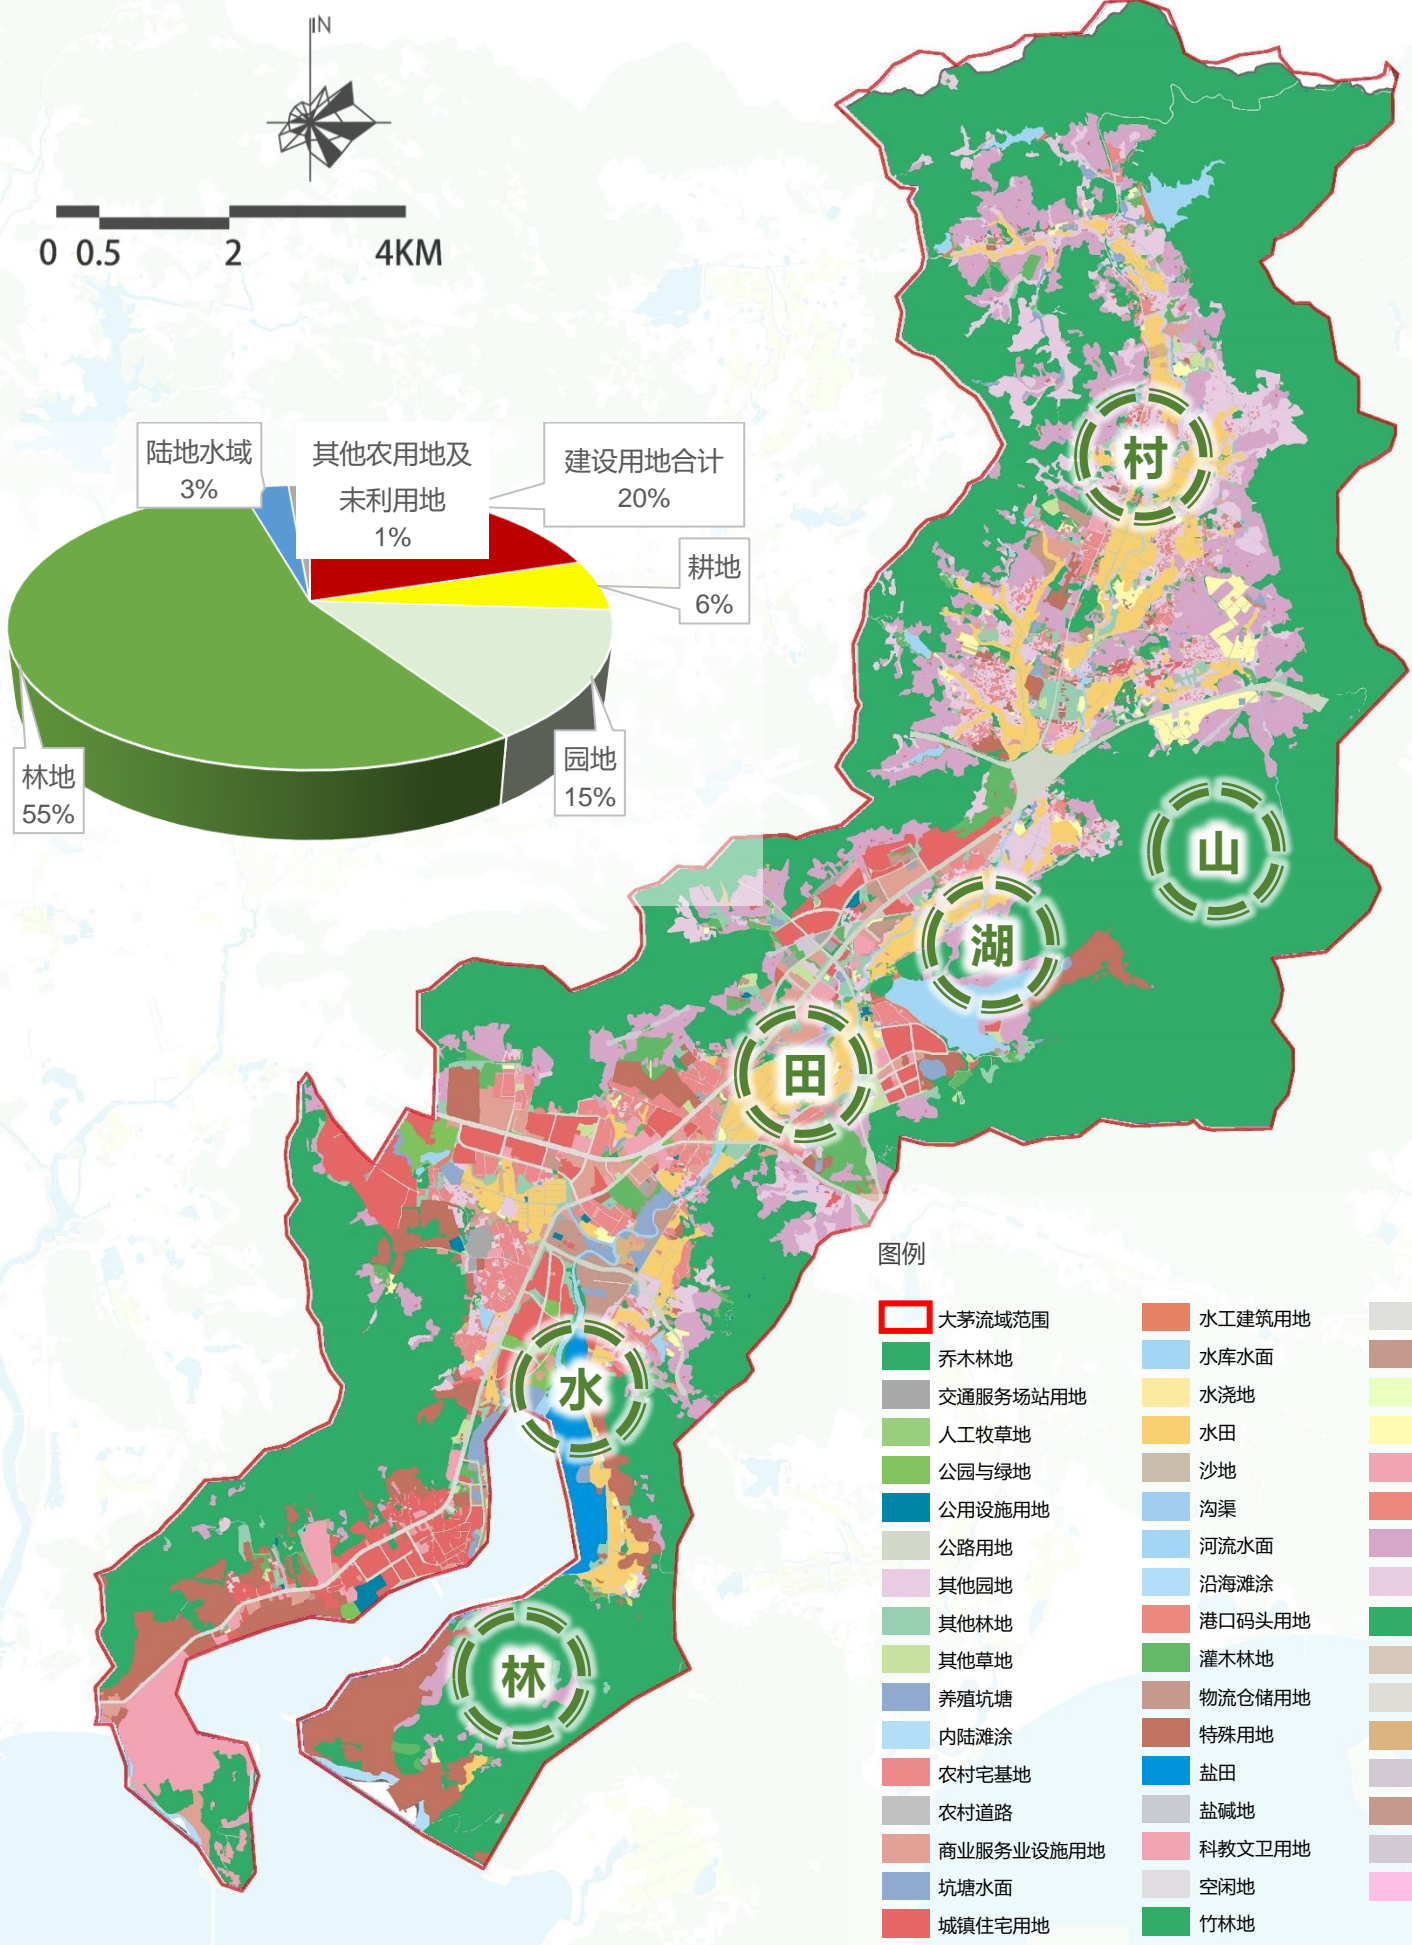 N
0 0.5 2 4KM
陆地水域
3%
其他农用地及
未利用地
1%
建设用地合计
20%
耕地
6%
园地
15%
林地
55%
村
山
湖
田
水
林
图例
大茅流域范围
乔木林地
交通服务场站用地
人工牧草地
公园与绿地
公用设施用地
公路用地
其他园地
其他林地
其他草地
养殖坑塘
内陆滩涂
农村宅基地
农村道路
商业服务业设施用地
坑塘水面
城镇住宅用地
水工建筑用地
水库水面
水浇地
水田
沙地
沟渠
河流水面
沿海滩涂
港口码头用地
灌木林地
物流仓储用地
特殊用地
盐田
盐碱地
科教文卫用地
空闲地
竹林地